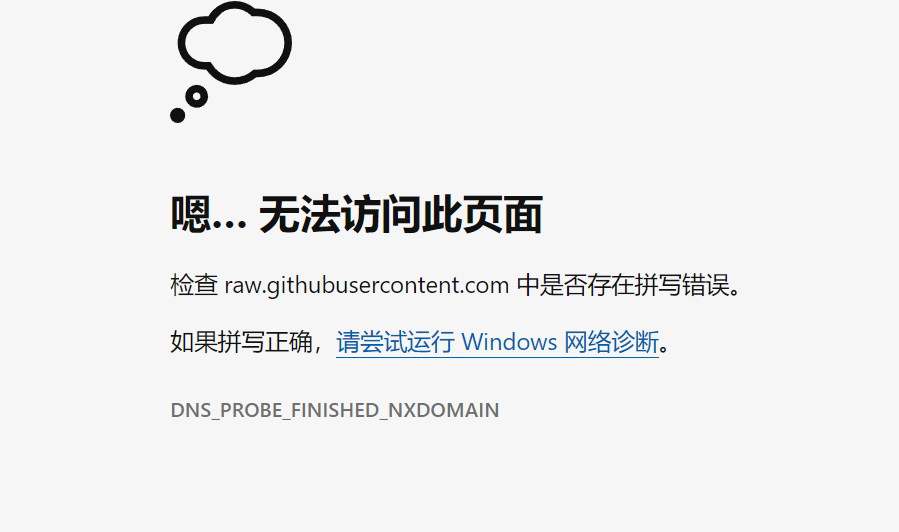 嗯… 无法访问此页面
检查 raw.githubusercontent.com 中是否存在拼写错误。
如果拼写正确，请尝试运行 Windows 网络诊断。
DNS_PROBE_FINISHED_NXDOMAIN